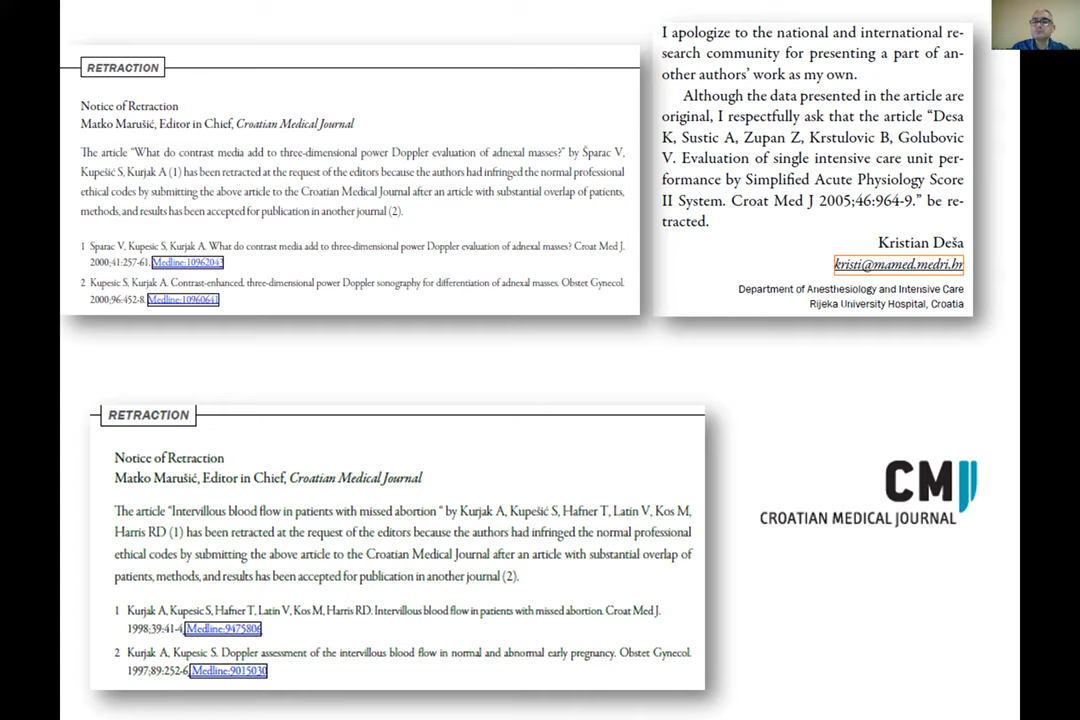 RETRACTION
Notice of Retraction
Matko Marušić, Editor in Chief, Croatian Medical Journal
The article “What do contrast media add to three-dimensional power Doppler evaluation of adnexal masses?” by Šparac V,
Kupešić S, Kurjak A (1) has been retracted at the request of the editors because the authors had infringed the normal professional
ethical codes by submitting the above article to the Croatian Medical Journal after an article with substantial overlap of patients,
methods, and results has been accepted for publication in another journal (2).
1 Sparac V, Kupesic S, Kurjak A. What do contrast media add to three-dimensional power Doppler evaluation of adnexal masses? Croat Med J.
2000;41:257-61. Medline:10962043
2 Kupesic S, Kurjak A. Contrast-enhanced, three-dimensional power Doppler sonography for differentiation of adnexal masses. Obstet Gynecol.
2000;96:452-8. Medline:10960641
I apologize to the national and international re-
search community for presenting a part of an-
other authors’ work as my own.
Although the data presented in the article are
original, I respectfully ask that the article “Desa
K, Sustic A, Zupan Z, Krstulovic B, Golubovic
V. Evaluation of single intensive care unit per-
formance by Simplified Acute Physiology Score
II System. Croat Med J 2005;46:964-9.” be re-
tracted.
Kristian Deša
kristi@mamed.medri.hr
Department of Anesthesiology and Intensive Care
Rijeka University Hospital, Croatia
RETRACTION
Notice of Retraction
Matko Marušić, Editor in Chief, Croatian Medical Journal
The article “Intervillous blood flow in patients with missed abortion “ by Kurjak A, Kupešić S, Hafner T, Latin V, Kos M,
Harris RD (1) has been retracted at the request of the editors because the authors had infringed the normal professional
ethical codes by submitting the above article to the Croatian Medical Journal after an article with substantial overlap of
patients, methods, and results has been accepted for publication in another journal (2).
1 Kurjak A, Kupesic S, Hafner T, Latin V, Kos M, Harris RD. Intervillous blood flow in patients with missed abortion. Croat Med J.
1998;39:41-4. Medline:9475806
2 Kurjak A, Kupesic S. Doppler assessment of the intervillous blood flow in normal and abnormal early pregnancy. Obstet Gynecol.
1997;89:252-6. Medline:9015030
CMJ
CROATIAN MEDICAL JOURNAL